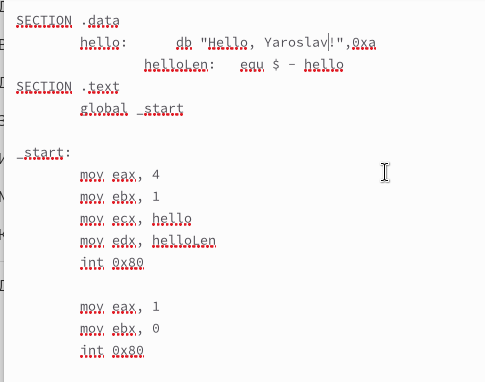 SECTION .data
hello: db "Hello, Yaroslav!",0xa
helloLen: equ $ - hello
SECTION .text
global _start
_start:
mov eax, 4
mov ebx, 1
mov ecx, hello
mov edx, helloLen
int 0x80
mov eax, 1
mov ebx, 0
int 0x80